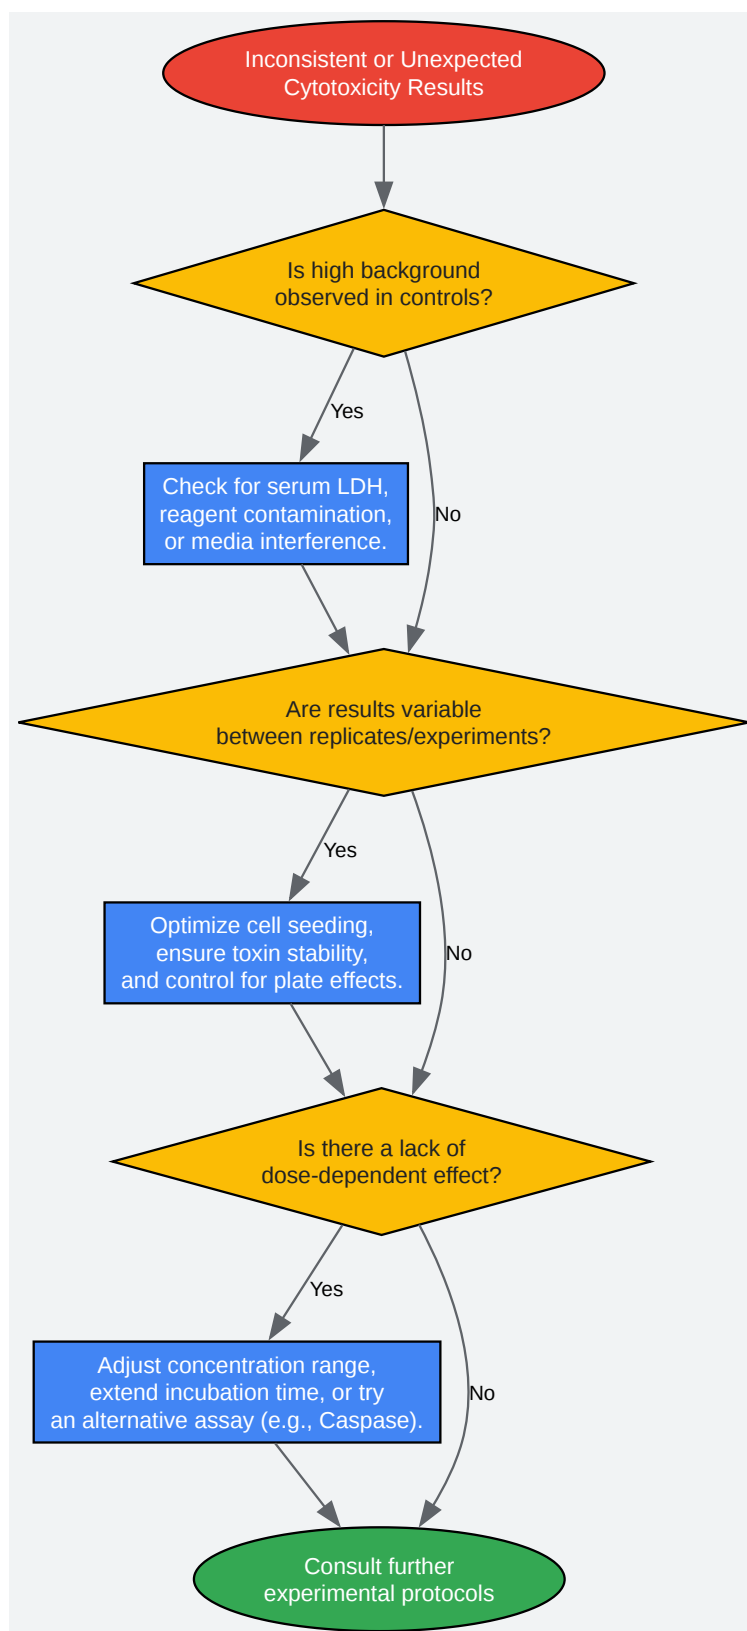 Inconsistent or Unexpected
Cytotoxicity Results
Is high background
observed in controls?
Yes
Check for serum LDH,
reagent contamination,
or media interference.
No
Are results variable
between replicates/experiments?
Yes
Optimize cell seeding,
ensure toxin stability,
and control for plate effects.
No
Is there a lack of
dose-dependent effect?
Yes
Adjust concentration range,
extend incubation time, or try
an alternative assay (e.g., Caspase).
No
Consult further
experimental protocols